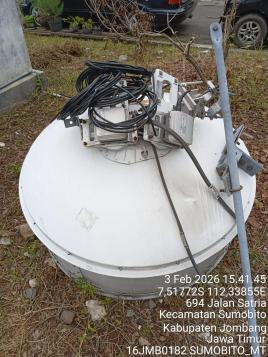 3 Feb 2026 15.41.45
7,51772S 112,33855E
694 Jalan Satria
Kecamatan Sumobito
Kabupaten Jombang
Jawa Timur
16JMB0182 SUMOBITO_MT